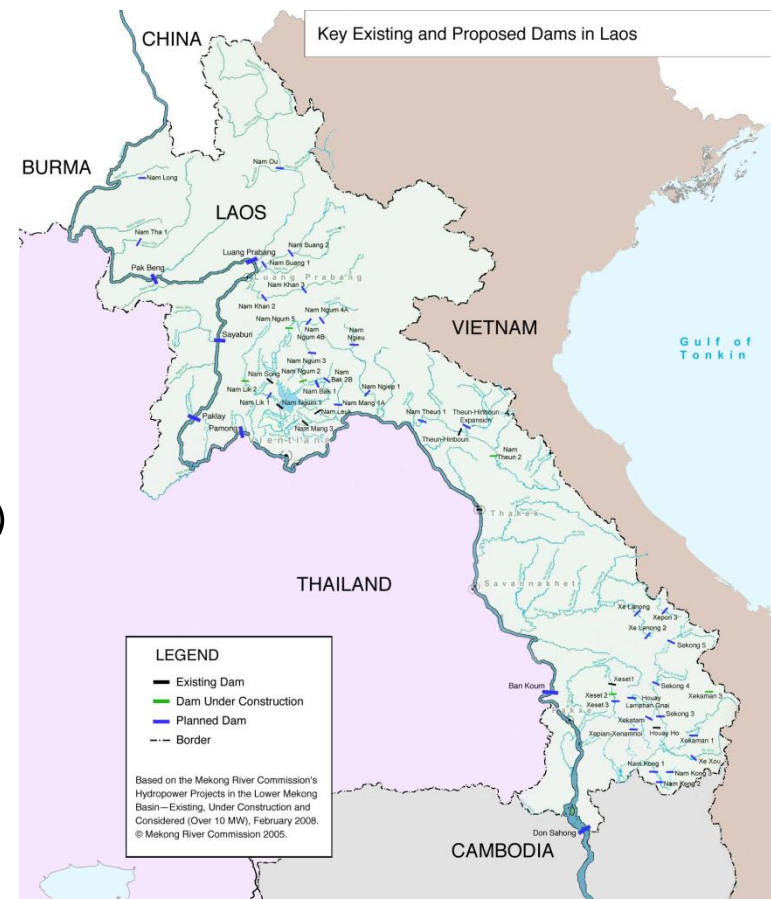 Key Existing and Proposed Dams in Laos
CHINA
BURMA
LAOS
VIETNAM
Gulf of
Tonkin
THAILAND
CAMBODIA
Nam Ou
Nam Long
Nam Tha 1
Pak Beng
Luang Prabang
Nam Suang 2
Nam Suang 1
Luang Prabang
Nam Khan 3
Nam Khan 2
Nam Ngum 5
Nam Ngum 4A
Nam
Ngum 4B
Nam
Ngieu
Sayaburi
Nam Ngum 3
Nam Song
Nam Ngum 2
Nam
Bak 2B
Nam Lik 2
Nam Bak 1
Nam Ngiep 1
Nam Lik 1
Nam Ngum 1
Nam Mang 1A
Nam Leuk
Nam Mang 3
Paklay
Pamong
Vientiane
Nam Theun 1
Theun-Hinboun
Expansion
Theun-Hinboun
Nam
Theun 2
Thakek
Savannakhet
Xe Lanong
Xepon 3
Xe Lanong 2
Sekong 5
Ban Koum
Pakxe
Xeset1
Xeset 2
Xeset 3
Sekong 4
Houay
Lamphan Gnai
Xekaman 3
Sekong 3
Xekatam
Houay Ho
Xepian-Xenamnoi
Xekaman 1
Xe Xou
Nam Kong 1
Nam Kong 3
Nam Kong 2
Don Sahong
LEGEND
Existing Dam
Dam Under Construction
Planned Dam
Border
Based on the Mekong River Commission's
Hydropower Projects in the Lower Mekong
Basin—Existing, Under Construction and
Considered (Over 10 MW), February 2008.
© Mekong River Commission 2005.
)